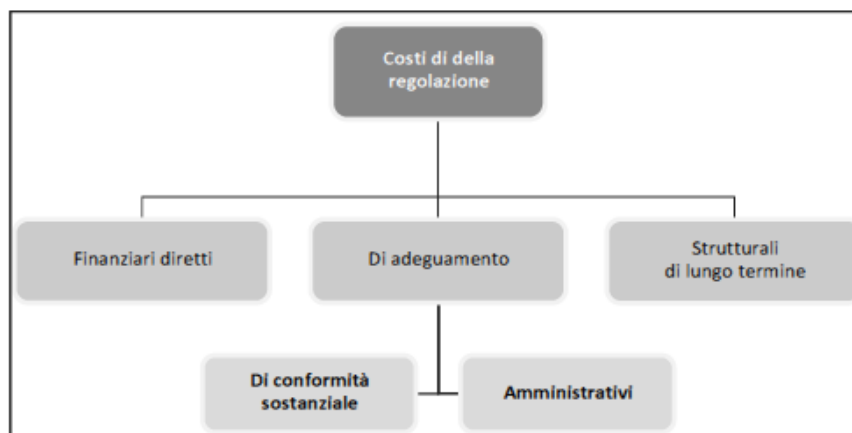 Costi di della
regolazione
Finanziari diretti
Di adeguamento
Strutturali
di lungo termine
Di conformità
sostanziale
Amministrativi